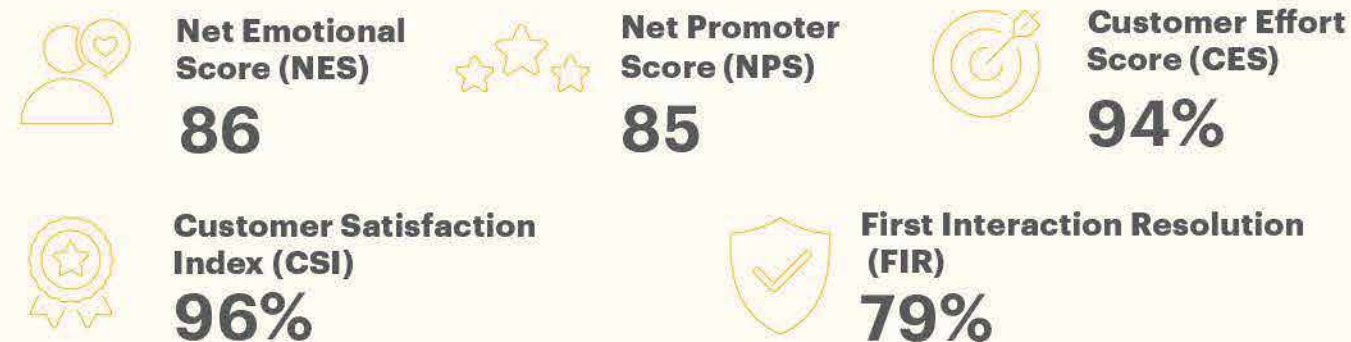 Net Emotional
Score (NES)
86
Net Promoter
Score (NPS)
85
Customer Effort
Score (CES)
94%
Customer Satisfaction
Index (CSI)
96%
First Interaction Resolution
(FIR)
79%